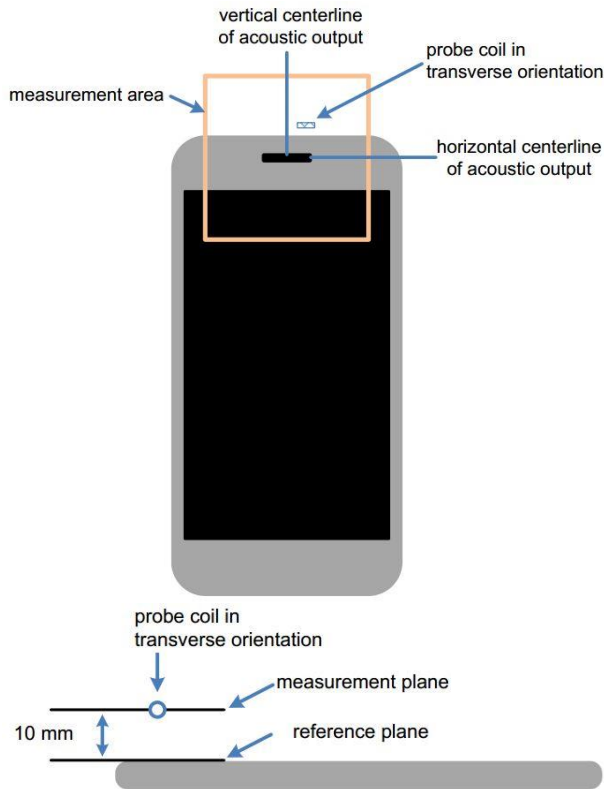 vertical centerline
of acoustic output
probe coil in
transverse orientation
measurement area
horizontal centerline
of acoustic output
probe coil in
transverse orientation
measurement plane
10 mm
reference plane